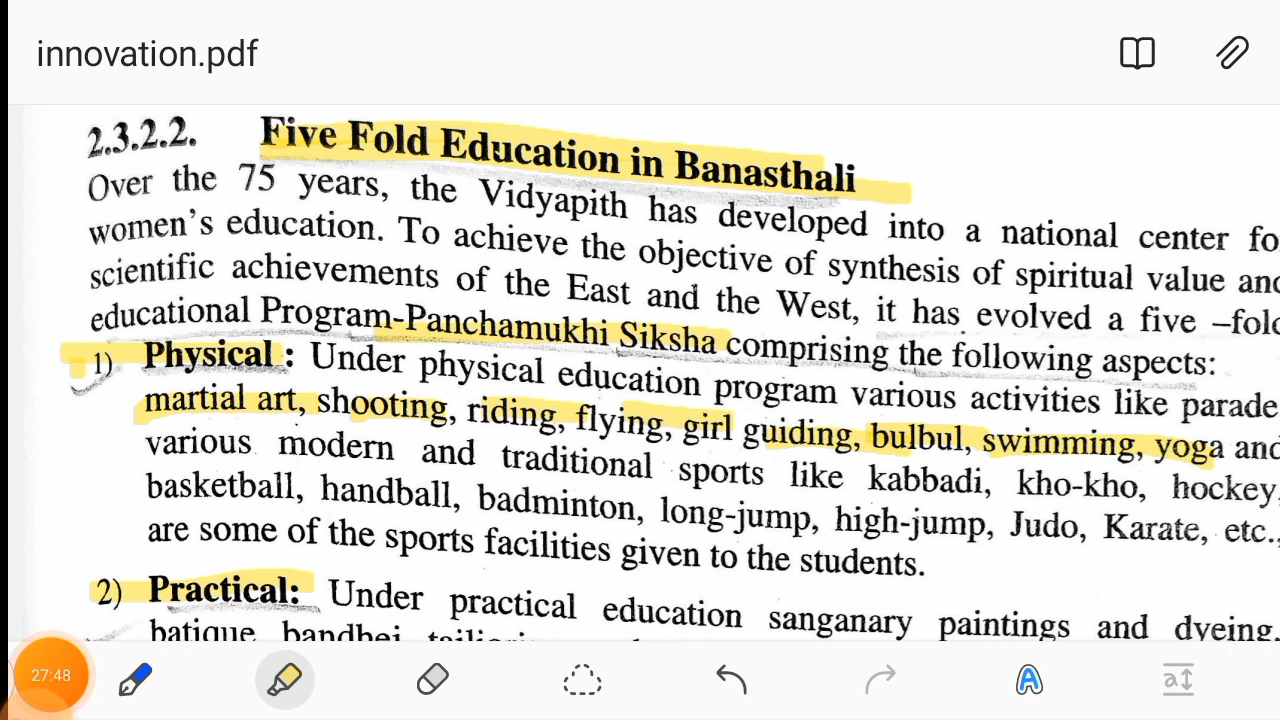 innovation.pdf
2.3.2.2. Five Fold Education in Banasthali
Over the 75 years, the Vidyapith has developed into a national center fo
women's education. To achieve the objective of synthesis of spiritual value and
scientific achievements of the East and the West, it has evolved a five –fold
educational Program-Panchamukhi Siksha comprising the following aspects:
1) Physical : Under physical education program various activities like parade,
martial art, shooting, riding, flying, girl guiding, bulbul, swimming, yoga and
various modern and traditional sports like kabbadi, kho-kho, hockey,
basketball, handball, badminton, long-jump, high-jump, Judo, Karate, etc.,
are some of the sports facilities given to the students.
2) Practical: Under practical education sanganary paintings and dyeing,
batique bandhej
27:48